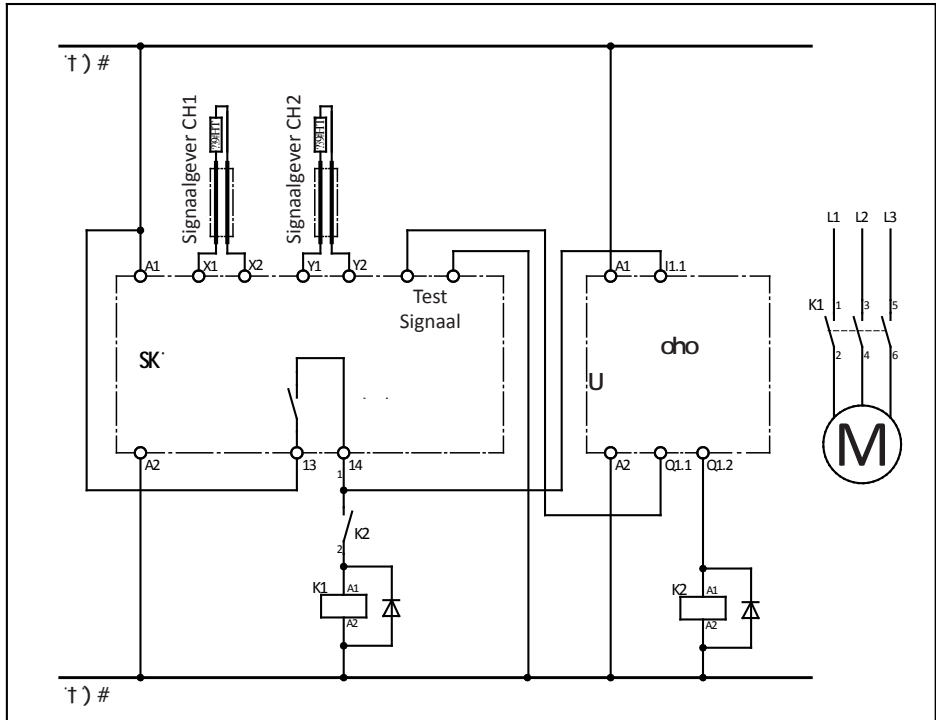 Signaalgever CH1
Signaalgever CH2
A1
X1
X2
Y1
Y2
Test
Signaal
SK
A2
13
14
1
K2
2
K1
A1
A2
A1
I1.1
U
A2
Q1.1
Q1.2
K2
A1
A2
L1
L2
L3
K1
1
3
5
2
4
6
M